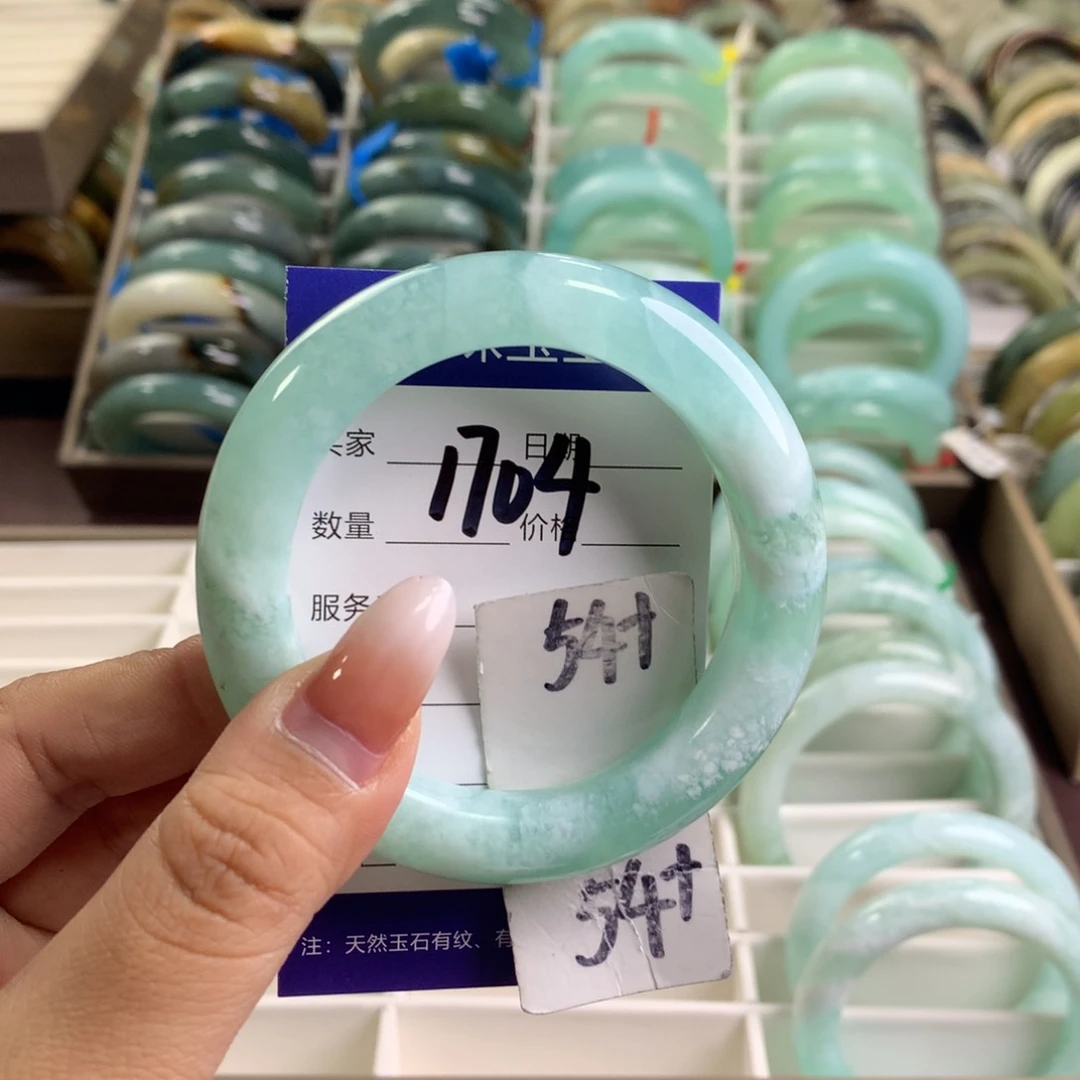 家 日期
1704
数量 价格
服务
54+
54+
注：天然玉石有纹、有